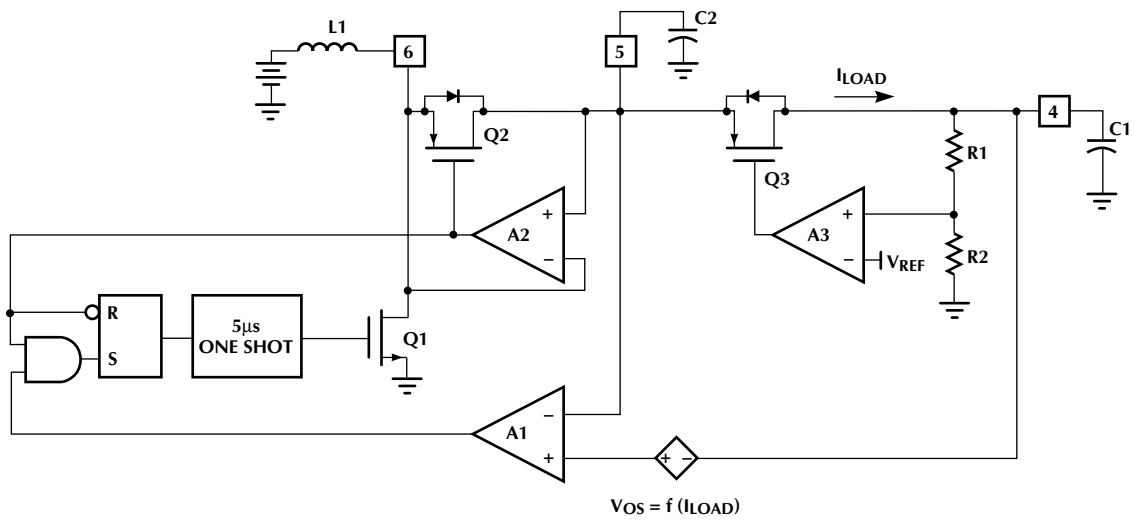 L1
6
5
C2
ILOAD
4
C1
Q2
Q3
R1
+
A2
−
+
A3
−
VREF
R2
R
S
5µs
ONE SHOT
Q1
−
A1
+
+ −
VOS = f (ILOAD)